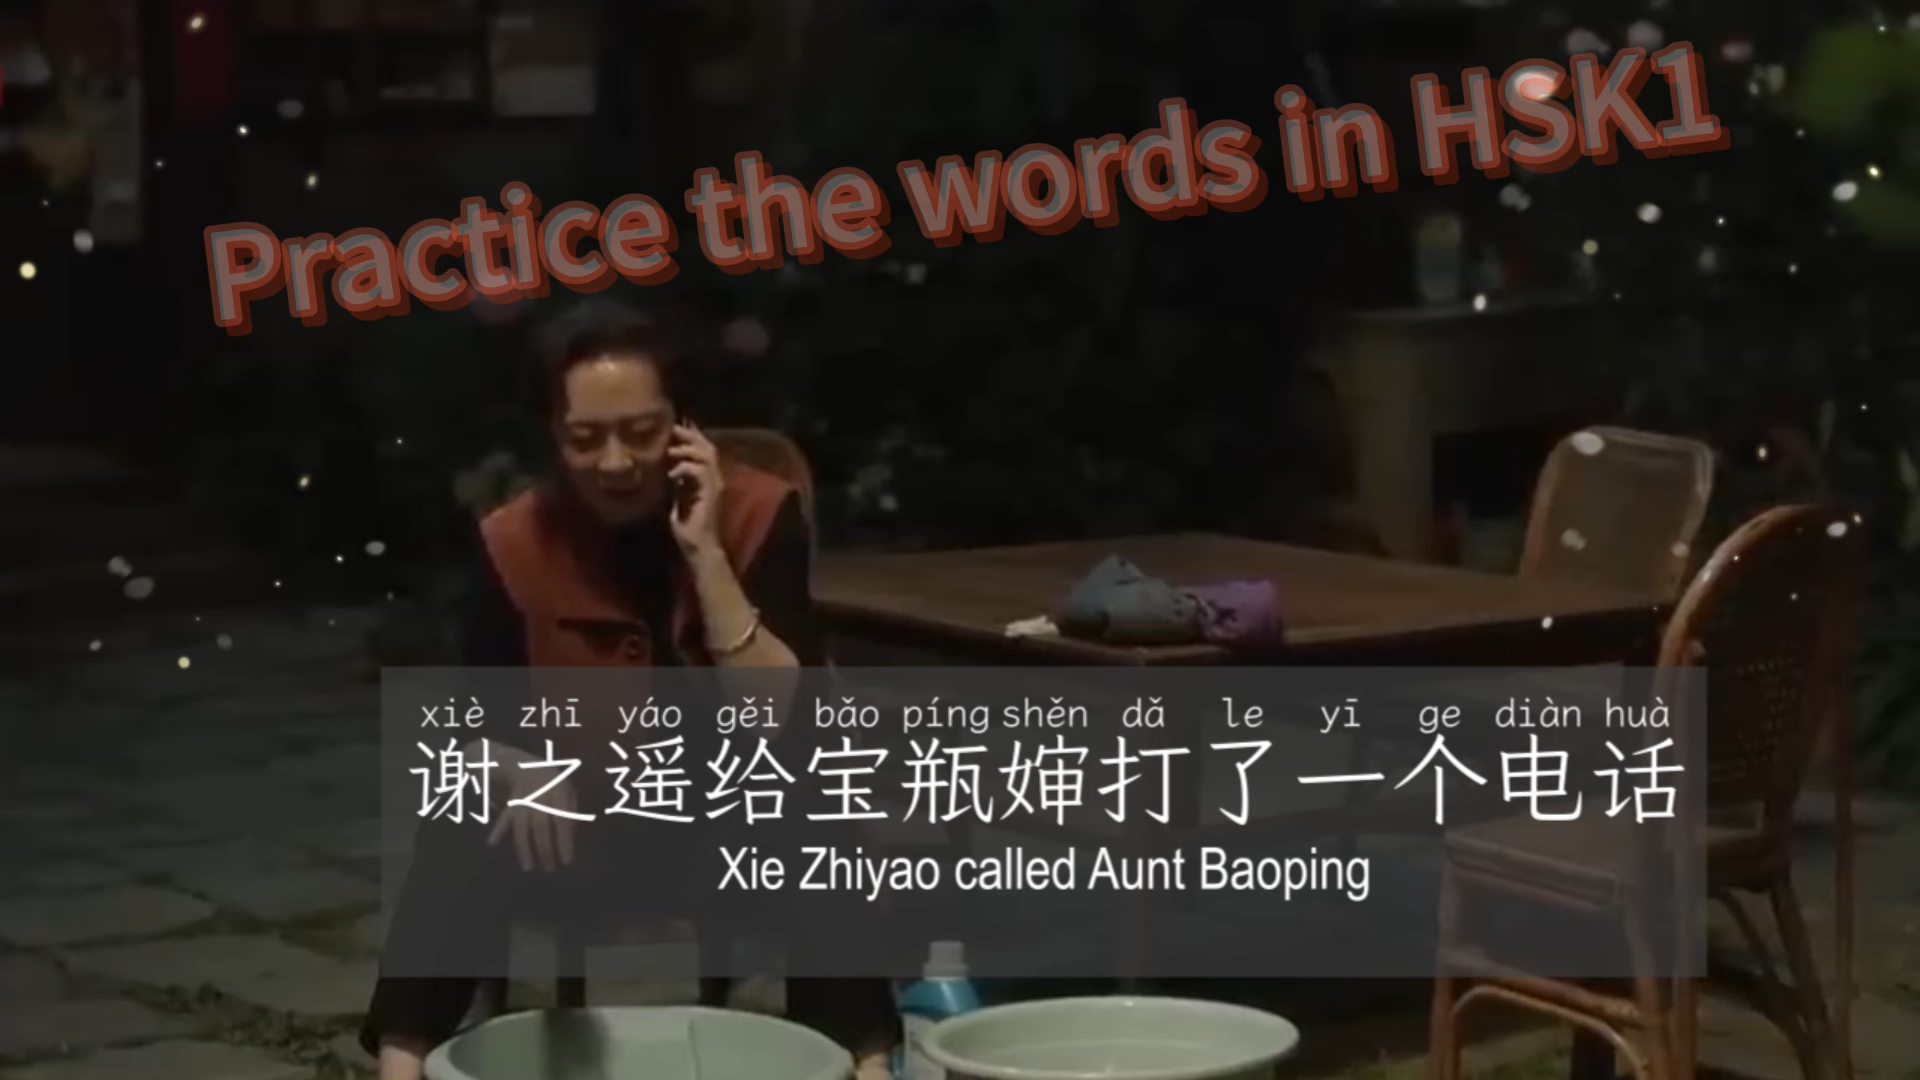 Practice the words in HSK1
xiè zhī yáo gěi bǎo píng shěn dǎ le yī ge diàn huà
谢之遥给宝瓶婶打了一个电话
Xie Zhiyao called Aunt Baoping